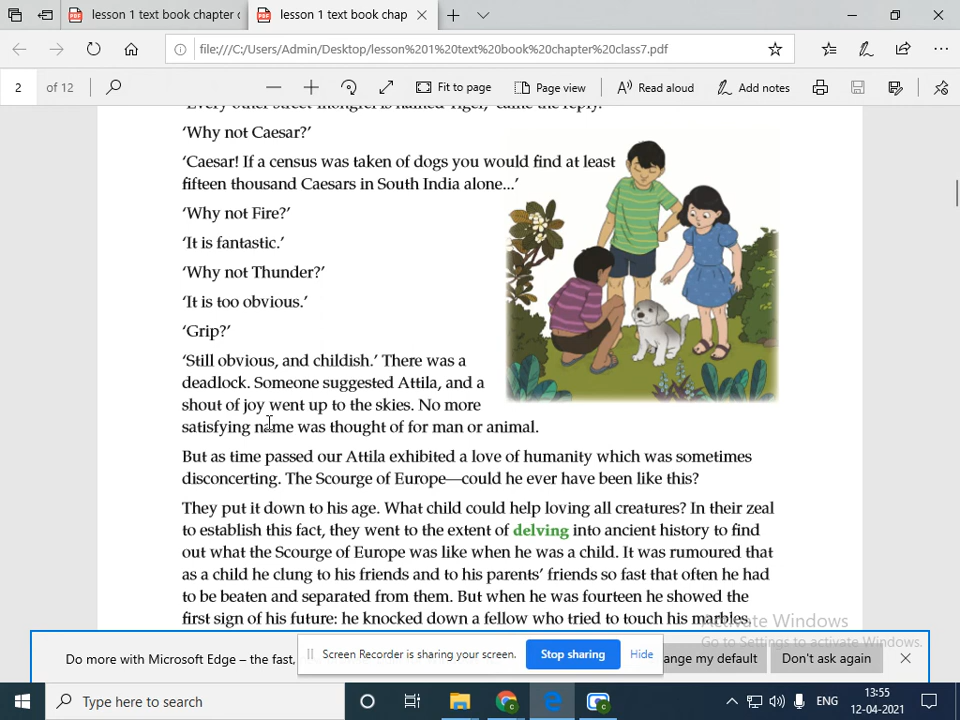 lesson 1 text book chapter c
lesson 1 text book chap
file:///C:/Users/Admin/Desktop/lesson%201%20text%20book%20chapter%20class7.pdf
2 of 12
Fit to page
Page view
Read aloud
Add notes
'Every other street mongrel is named Tiger,' came the reply.
'Why not Caesar?'
'Caesar! If a census was taken of dogs you would find at least
fifteen thousand Caesars in South India alone...'
'Why not Fire?'
'It is fantastic.'
'Why not Thunder?'
'It is too obvious.'
'Grip?'
'Still obvious, and childish.' There was a
deadlock. Someone suggested Attila, and a
shout of joy went up to the skies. No more
satisfying name was thought of for man or animal.
But as time passed our Attila exhibited a love of humanity which was sometimes
disconcerting. The Scourge of Europe—could he ever have been like this?
They put it down to his age. What child could help loving all creatures? In their zeal
to establish this fact, they went to the extent of delving into ancient history to find
out what the Scourge of Europe was like when he was a child. It was rumoured that
as a child he clung to his friends and to his parents' friends so fast that often he had
to be beaten and separated from them. But when he was fourteen he showed the
first sign of his future: he knocked down a fellow who tried to touch his marbles.
Activate Windows
Go to Settings to activate Windows.
Do more with Microsoft Edge – the fast,
Screen Recorder is sharing your screen.
Stop sharing
Hide
ange my default
Don't ask again
Type here to search
ENG
13:55
12-04-2021